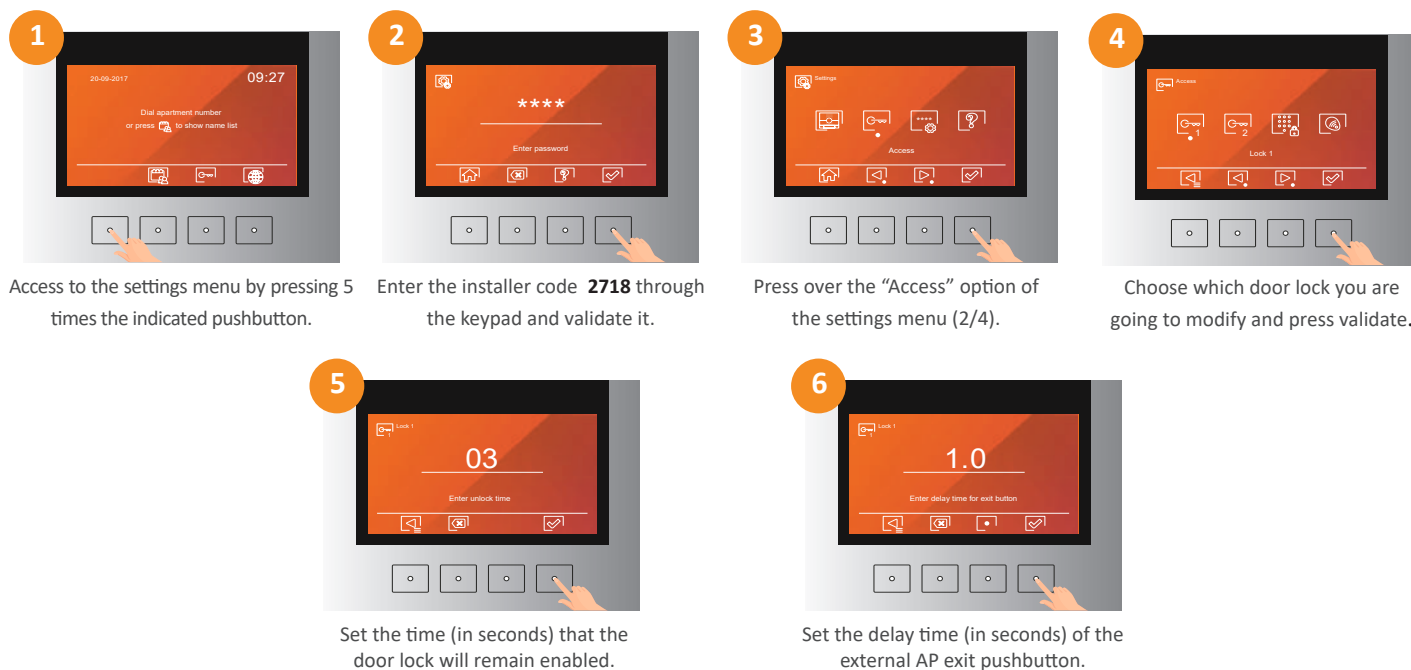 1
20-09-2017
09:27
Dial apartment number
or press to show name list
Access to the settings menu by pressing 5
times the indicated pushbutton.
2
****
Enter password
Enter the installer code 2718 through
the keypad and validate it.
3
Settings
****
Access
Press over the “Access” option of
the settings menu (2/4).
4
Access
1
2
Lock 1
Choose which door lock you are
going to modify and press validate.
5
1
Lock 1
03
Enter unlock time
Set the time (in seconds) that the
door lock will remain enabled.
6
1
Lock 1
1.0
Enter delay time for exit button
Set the delay time (in seconds) of the
external AP exit pushbutton.